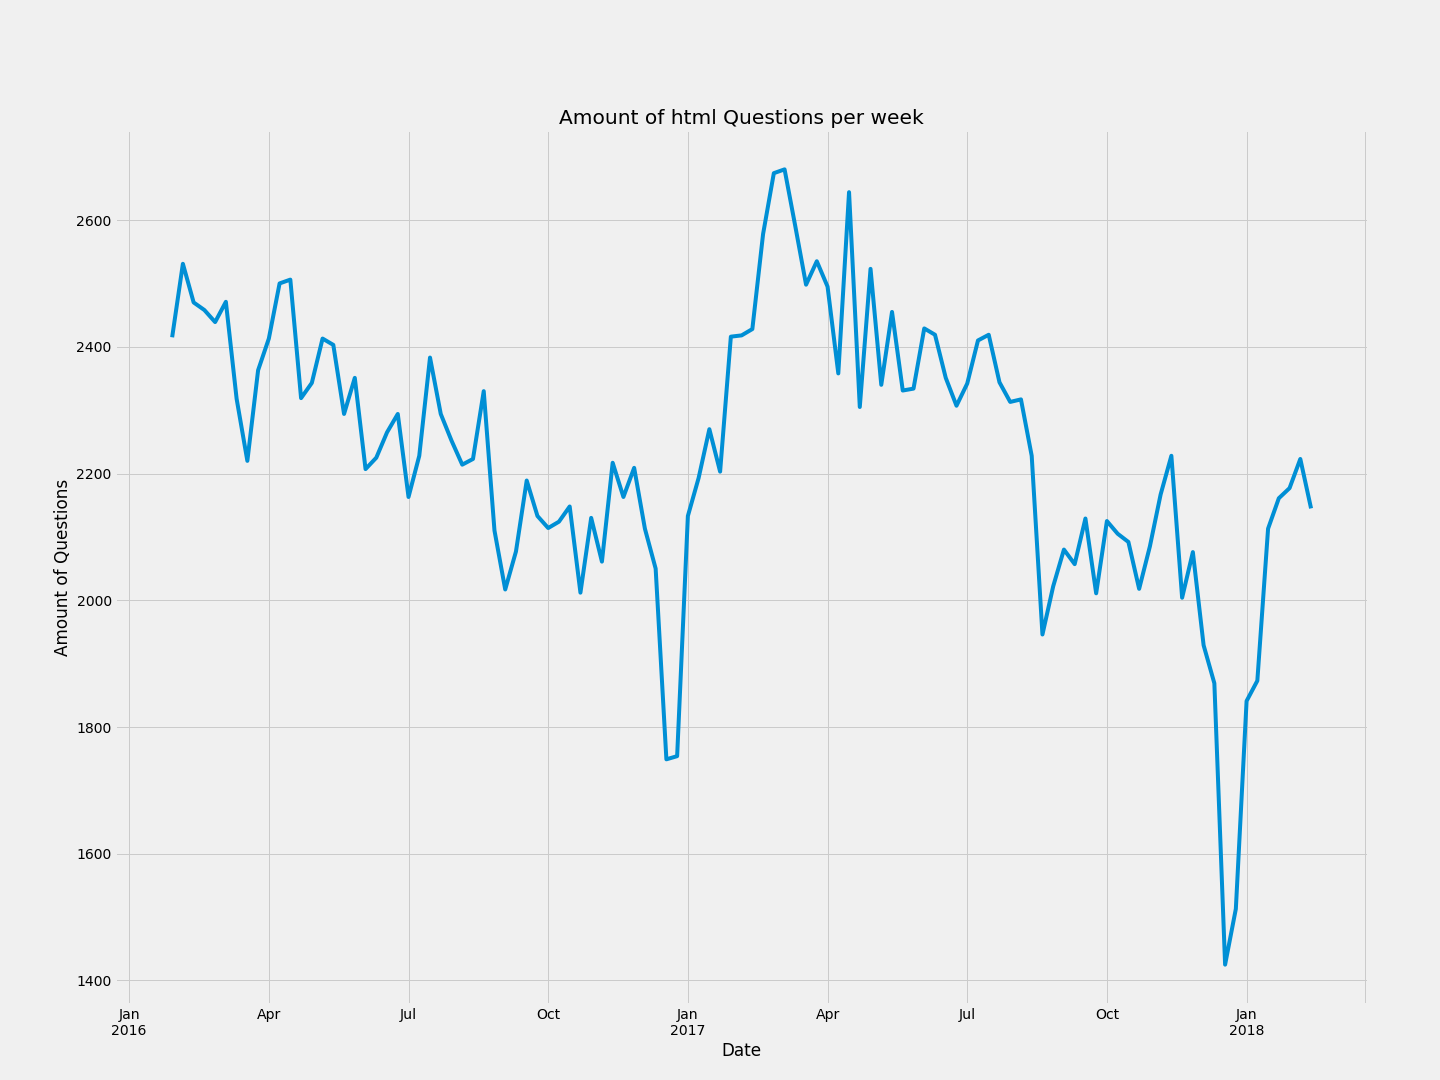 Amount of html Questions per week
Amount of Questions
2600
2400
2200
2000
1800
1600
1400
Jan Apr Jul Oct Jan Apr Jul Oct Jan
2016 2017 2018
Date